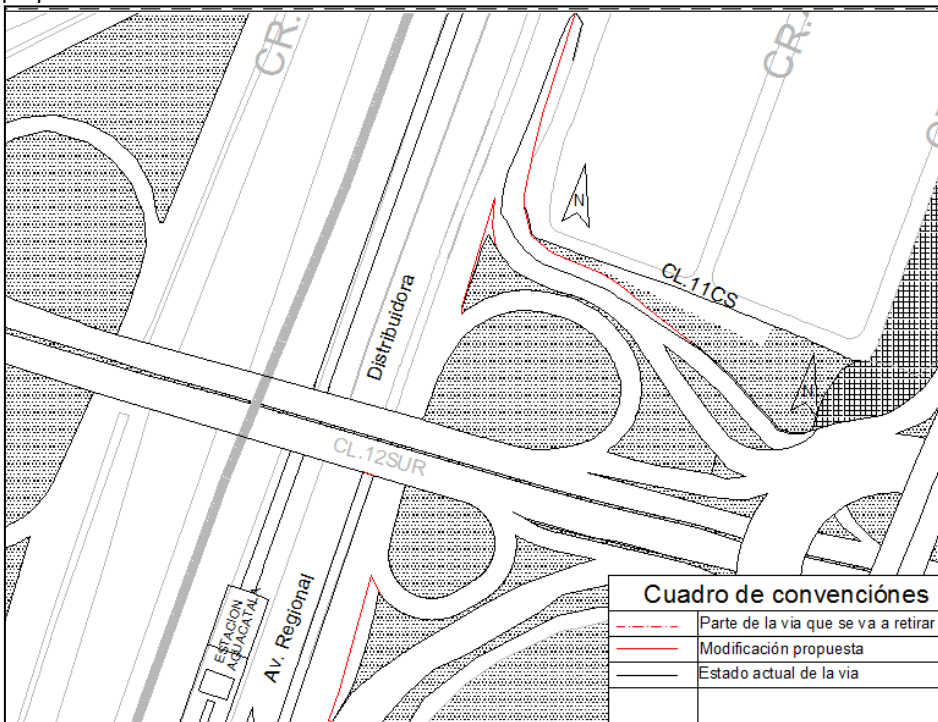 CR.
CR.
N
CL.11CS
Distribuidora
N
CL.12SUR
ESTACION
AGUACATALA
Av. Regional
Cuadro de convenciónes
Parte de la via que se va a retirar
Modificación propuesta
Estado actual de la via